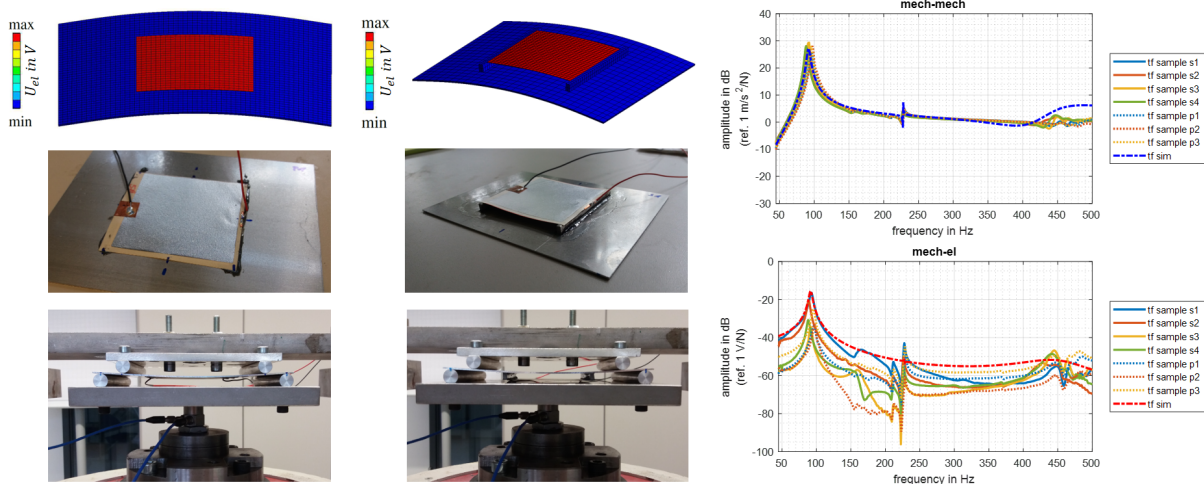 max
U_el in V
min
max
U_el in V
min
mech-mech
amplitude in dB
(ref. 1 m/s ²/N)
40
30
20
10
0
-10
-20
-30
50 100 150 200 250 300 350 400 450 500
frequency in Hz
tf sample s1
tf sample s2
tf sample s3
tf sample s4
tf sample p1
tf sample p2
tf sample p3
tf sim
mech-el
amplitude in dB
(ref. 1 V/N)
0
-20
-40
-60
-80
-100
50 100 150 200 250 300 350 400 450 500
frequency in Hz
tf sample s1
tf sample s2
tf sample s3
tf sample s4
tf sample p1
tf sample p2
tf sample p3
tf sim